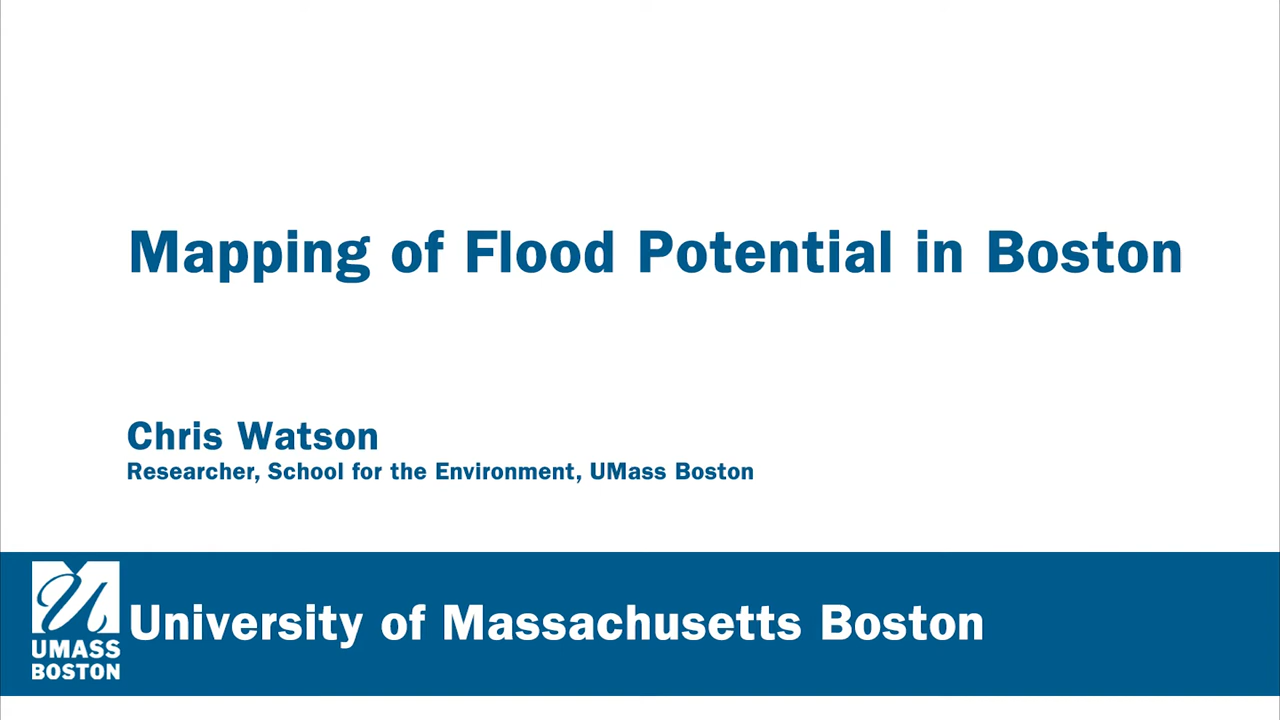 Mapping of Flood Potential in Boston
Chris Watson
Researcher, School for the Environment, UMass Boston
University of Massachusetts Boston
UMASS
BOSTON